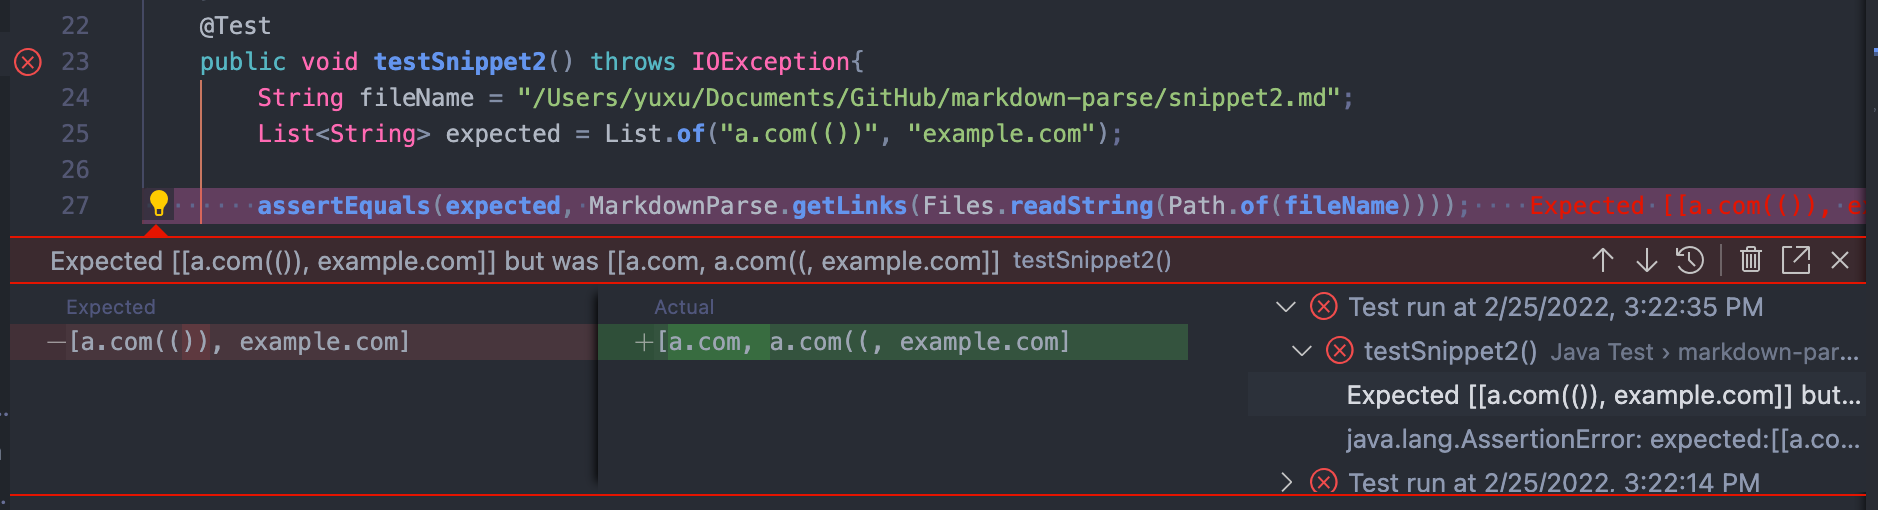 22 @Test
23 public void testSnippet2() throws IOException{
24 String fileName = "/Users/yuxu/Documents/GitHub/markdown-parse/snippet2.md";
25 List<String> expected = List.of("a.com(())", "example.com");
26
27 ······assertEquals(expected,·MarkdownParse.getLinks(Files.readString(Path.of(fileName))));···· Expected·[[a.com(()),·e
Expected [[a.com(()), example.com]] but was [[a.com, a.com((, example.com]] testSnippet2()
Expected Actual
—[a.com(()), example.com] +[a.com, a.com((, example.com]
Test run at 2/25/2022, 3:22:35 PM
testSnippet2() Java Test › markdown-par...
Expected [[a.com(()), example.com]] but...
java.lang.AssertionError: expected:[[a.co...
Test run at 2/25/2022, 3:22:14 PM